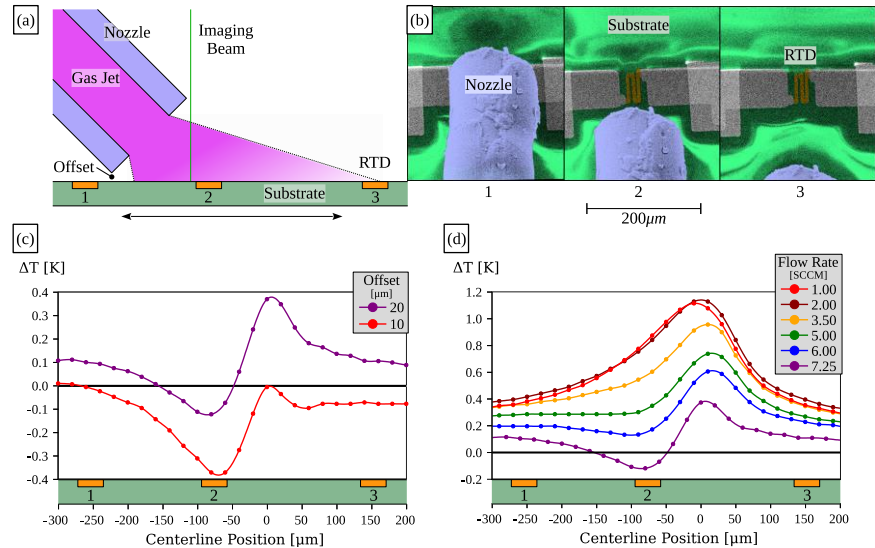 (a)
Nozzle
Imaging
Beam
Gas Jet
Offset
RTD
Substrate
1
2
3
(b)
Substrate
RTD
Nozzle
1
2
3
200μm
(c)
ΔT [K]
Offset
[μm]
20
10
0.4
0.3
0.2
0.1
0.0
-0.1
-0.2
-0.3
-0.4
1
2
3
-300 -250 -200 -150 -100 -50 0 50 100 150 200
Centerline Position [μm]
(d)
ΔT [K]
Flow Rate
[SCCM]
1.00
2.00
3.50
5.00
6.00
7.25
1.2
1.0
0.8
0.6
0.4
0.2
0.0
-0.2
1
2
3
-300 -250 -200 -150 -100 -50 0 50 100 150 200
Centerline Position [μm]